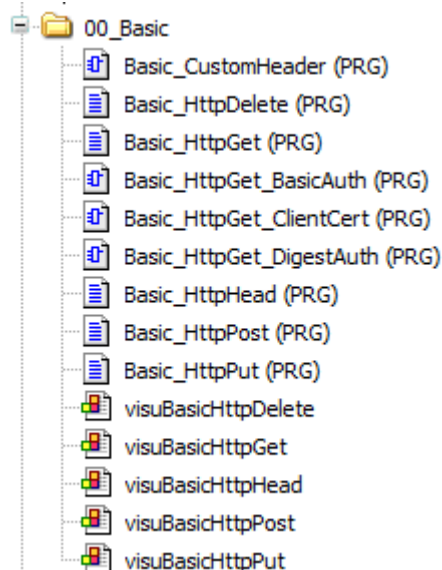 00_Basic
Basic_CustomHeader (PRG)
Basic_HttpDelete (PRG)
Basic_HttpGet (PRG)
Basic_HttpGet_BasicAuth (PRG)
Basic_HttpGet_ClientCert (PRG)
Basic_HttpGet_DigestAuth (PRG)
Basic_HttpHead (PRG)
Basic_HttpPost (PRG)
Basic_HttpPut (PRG)
visuBasicHttpDelete
visuBasicHttpGet
visuBasicHttpHead
visuBasicHttpPost
visuBasicHttpPut